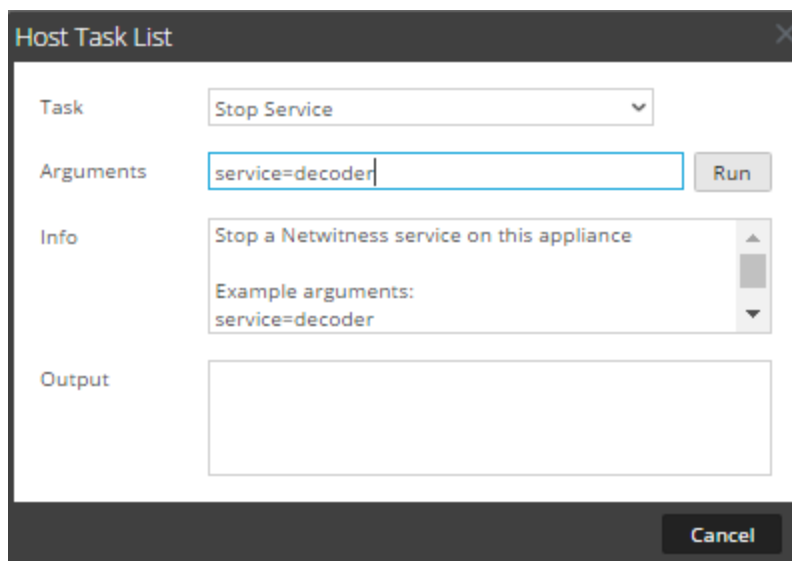 Host Task List
Task
Stop Service
Arguments
service=decoder
Run
Info
Stop a Netwitness service on this appliance
Example arguments:
service=decoder
Output
Cancel